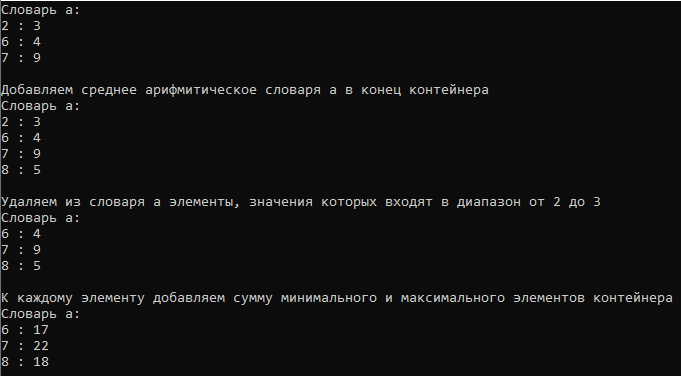 Словарь a:
2 : 3
6 : 4
7 : 9
Добавляем среднее арифмитическое словаря a в конец контейнера
Словарь a:
2 : 3
6 : 4
7 : 9
8 : 5
Удаляем из словаря a элементы, значения которых входят в диапазон от 2 до 3
Словарь a:
6 : 4
7 : 9
8 : 5
К каждому элементу добавляем сумму минимального и максимального элементов контейнера
Словарь a:
6 : 17
7 : 22
8 : 18